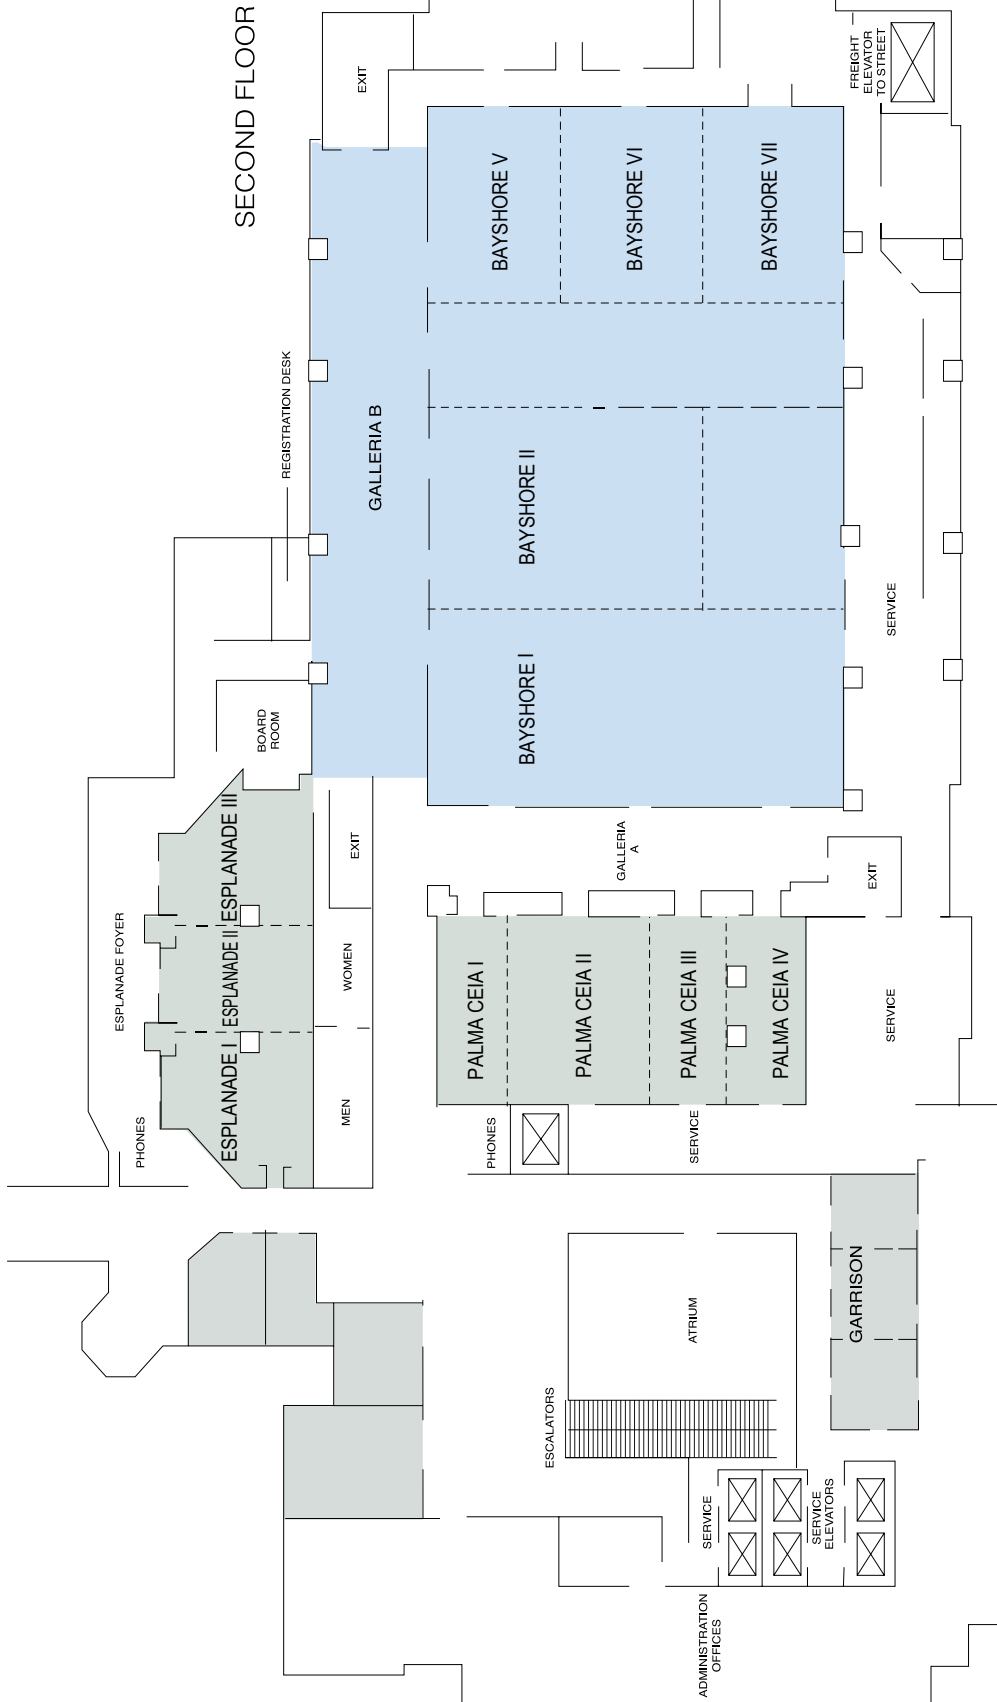 SECOND FLOOR
EXIT
FREIGHT
ELEVATOR
TO STREET
BAYSHORE V
BAYSHORE VI
BAYSHORE VII
REGISTRATION DESK
GALLERIA B
BAYSHORE II
BAYSHORE I
SERVICE
BOARD
ROOM
ESPLANADE III
ESPLANADE II
ESPLANADE I
ESPLANADE FOYER
EXIT
WOMEN
MEN
PHONES
GALLERIA
A
EXIT
PALMA CEIA I
PALMA CEIA II
PALMA CEIA III
PALMA CEIA IV
SERVICE
PHONES
SERVICE
GARRISON
ATRIUM
ESCALATORS
SERVICE
SERVICE
ELEVATORS
ADMINISTRATION
OFFICES